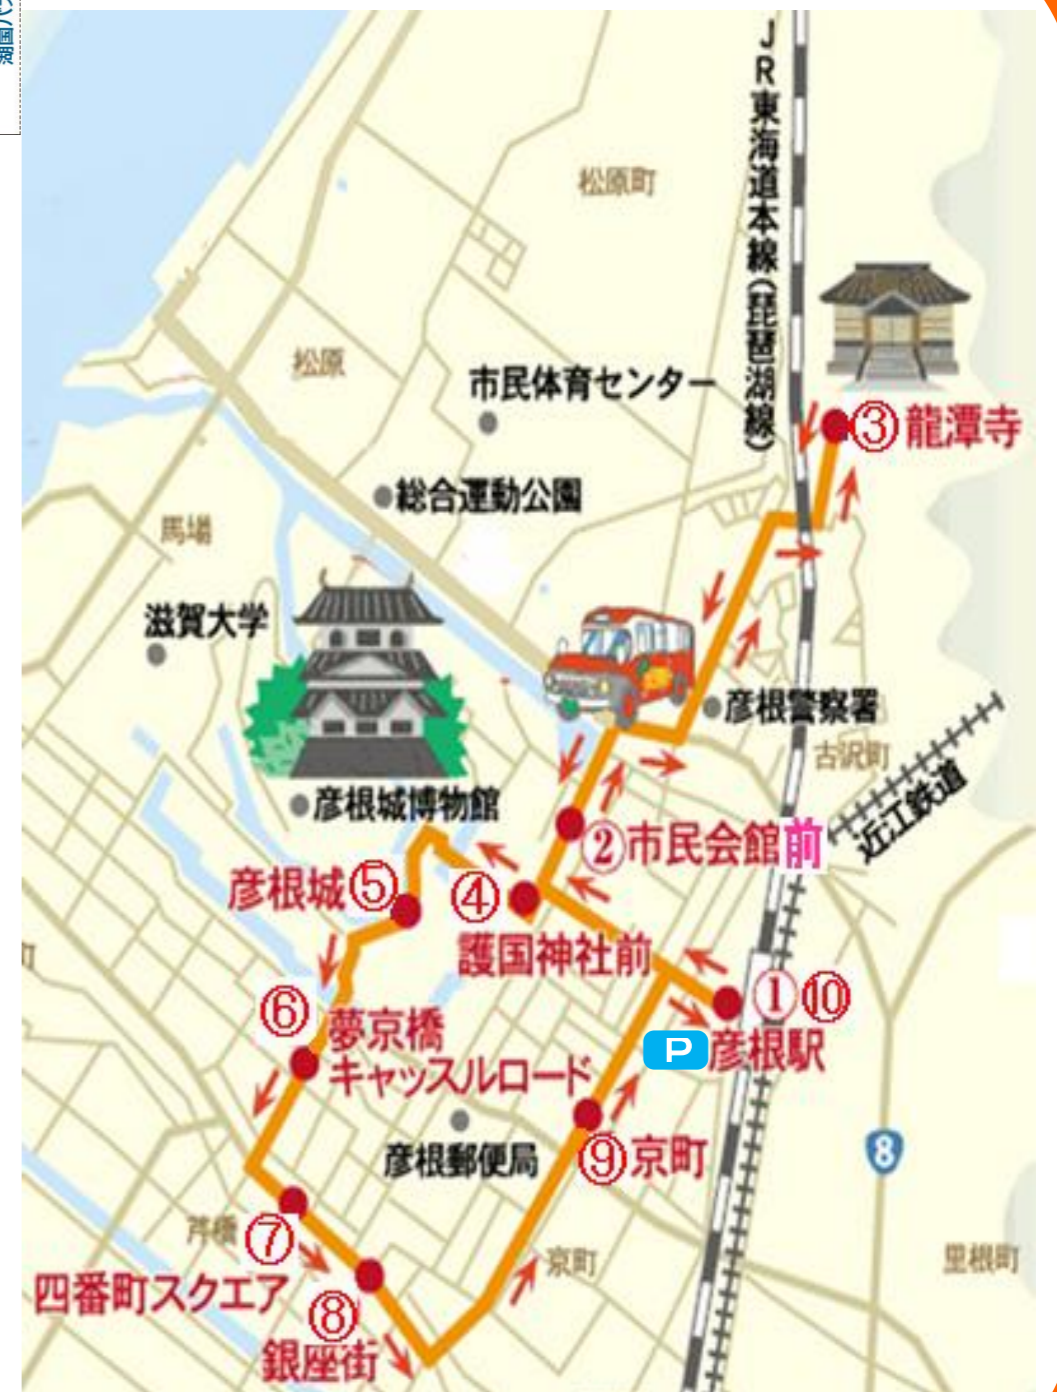 湖国バス
JR東海道本線(琵琶湖線)
松原町
松原
市民体育センター
③龍潭寺
総合運動公園
馬場
滋賀大学
彦根警察署
古沢町
近江鉄道
彦根城博物館
②市民会館前
彦根城⑤
④
護国神社前
①⑩
P彦根駅
⑥
夢京橋
キャッスルロード
彦根郵便局
⑨京町
8
芹橋
⑦
四番町スクエア
京町
里根町
⑧
銀座街